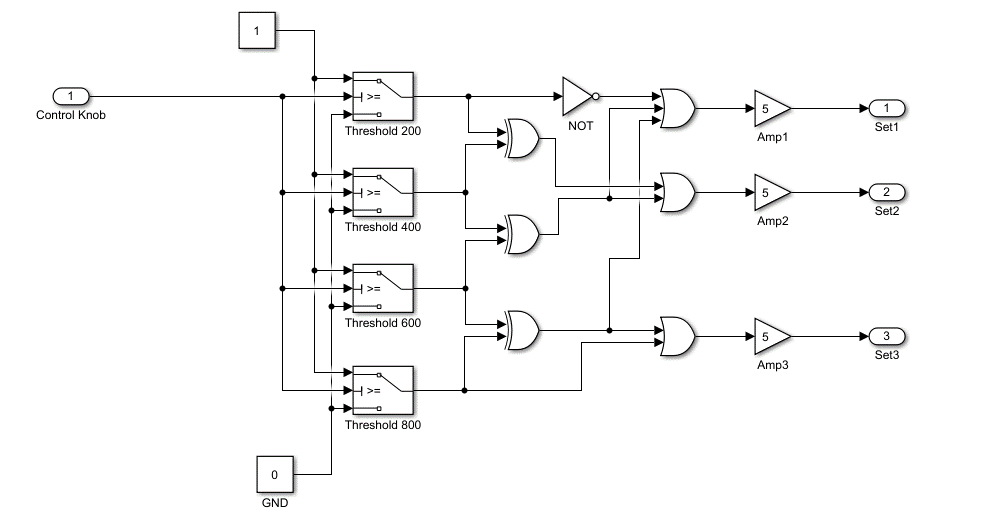 1
1
Control Knob
>=
Threshold 200
NOT
5
Amp1
1
Set1
>=
Threshold 400
5
Amp2
2
Set2
>=
Threshold 600
5
Amp3
3
Set3
>=
Threshold 800
0
GND